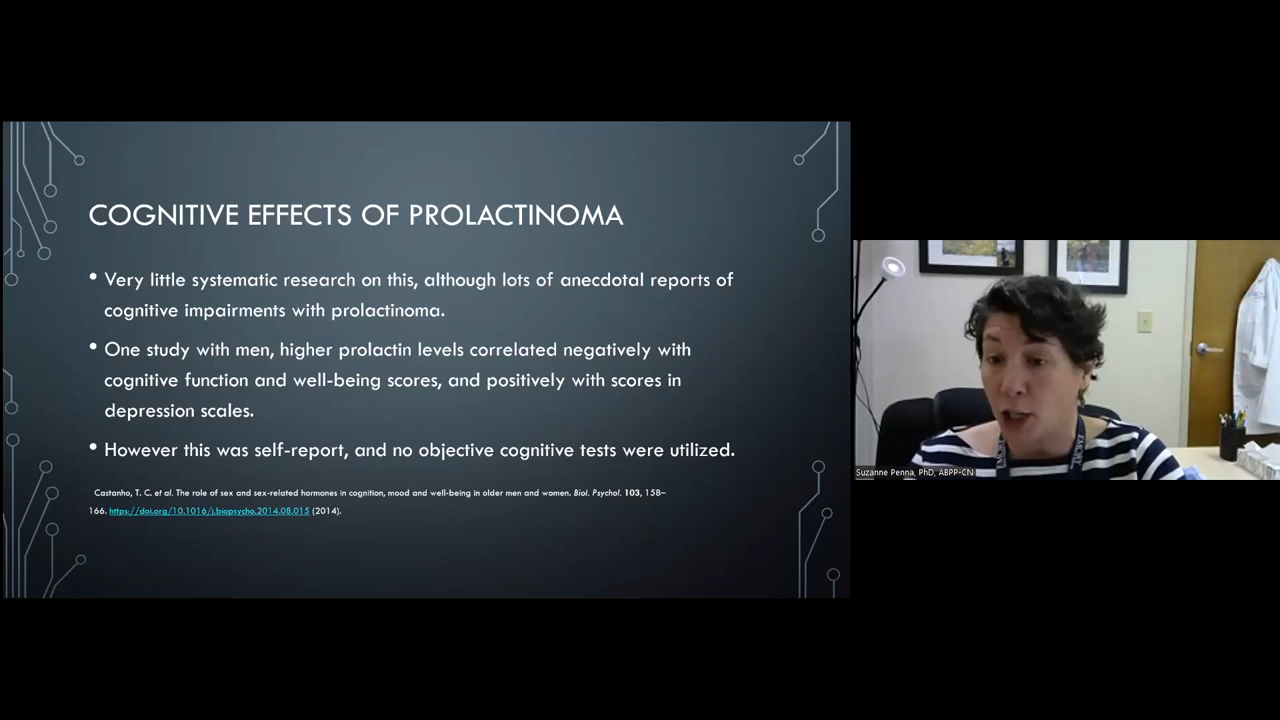 COGNITIVE EFFECTS OF PROLACTINOMA
• Very little systematic research on this, although lots of anecdotal reports of
cognitive impairments with prolactinoma.
• One study with men, higher prolactin levels correlated negatively with
cognitive function and well-being scores, and positively with scores in
depression scales.
• However this was self-report, and no objective cognitive tests were utilized.
Castanho, T. C. et al. The role of sex and sex-related hormones in cognition, mood and well-being in older men and women. Biol. Psychol. 103, 158–
166. https://doi.org/10.1016/j.biopsycho.2014.08.015 (2014).
EMORY
Suzanne Penna, PhD, ABPP-CN